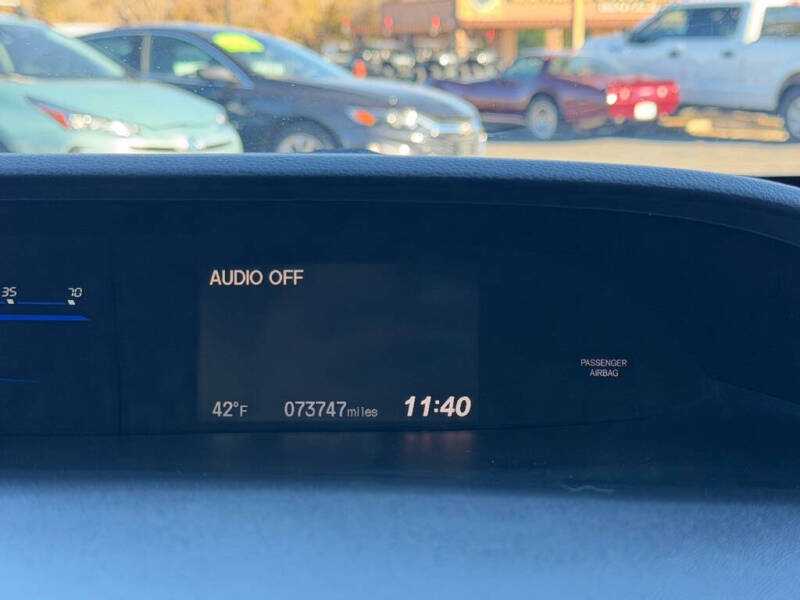 AUDIO OFF
35 70
PASSENGER
AIRBAG
42°F 073747miles 11:40